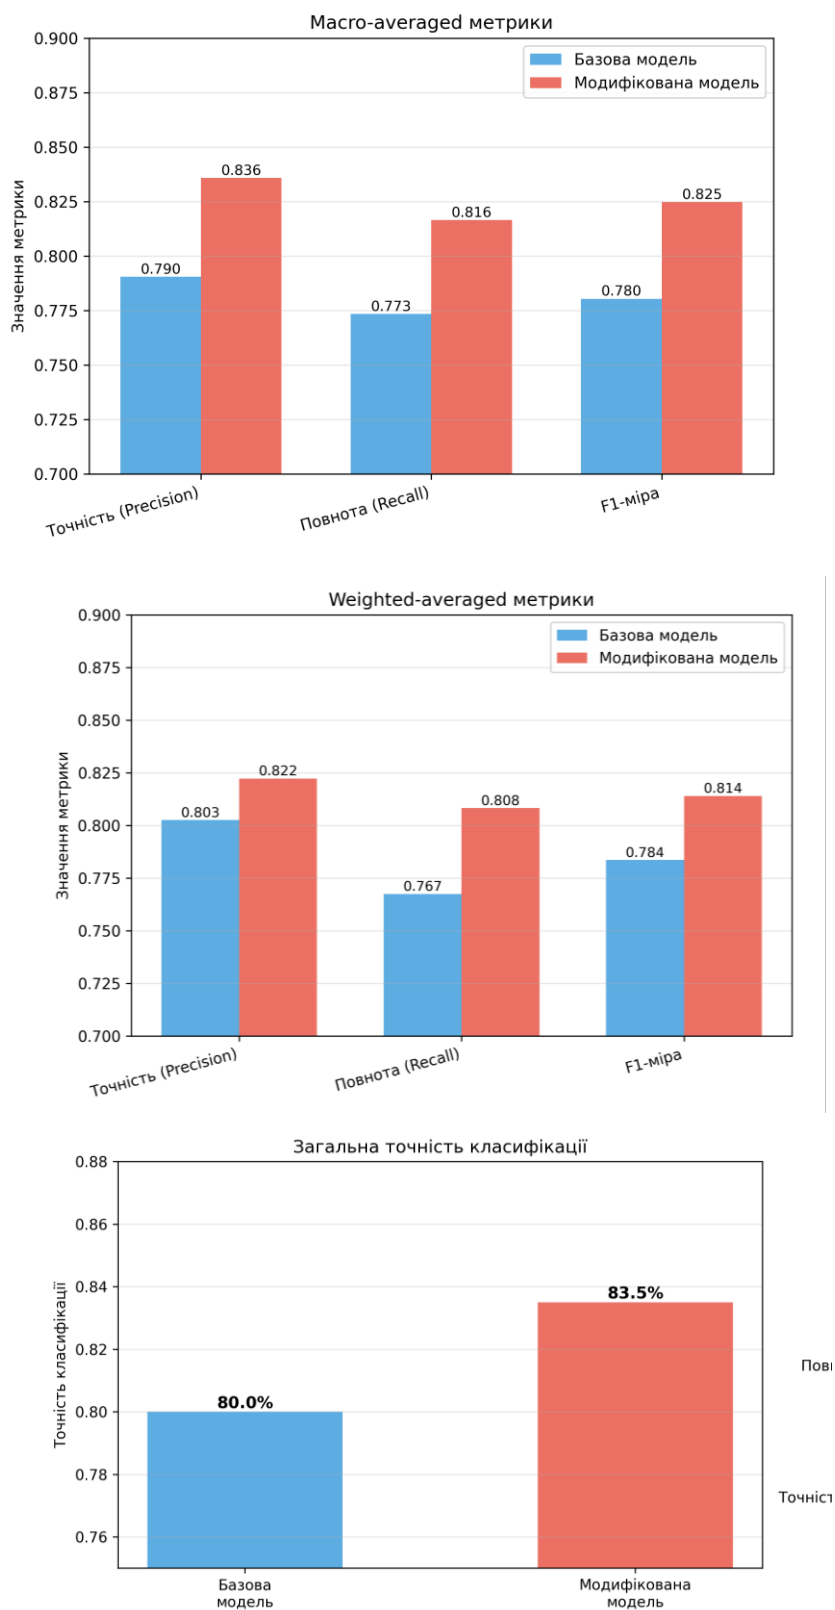 Macro-averaged метрики
0.900
0.875
0.850
0.825
0.800
0.775
0.750
0.725
0.700
Значення метрики
Базова модель
Модифікована модель
0.790
0.836
0.773
0.816
0.780
0.825
Точність (Precision)
Повнота (Recall)
F1-міра
Weighted-averaged метрики
0.900
0.875
0.850
0.825
0.800
0.775
0.750
0.725
0.700
Значення метрики
Базова модель
Модифікована модель
0.803
0.822
0.767
0.808
0.784
0.814
Точність (Precision)
Повнота (Recall)
F1-міра
Загальна точність класифікації
0.88
0.86
0.84
0.82
0.80
0.78
0.76
Точність класифікації
80.0%
83.5%
Базова
модель
Модифікована
модель